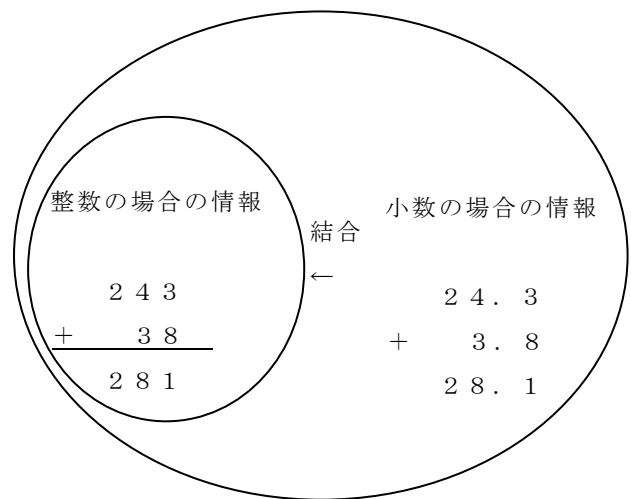 整数の場合の情報
２４３
＋　３８
２８１
結合
←
小数の場合の情報
２４．３
＋　３．８
２８．１